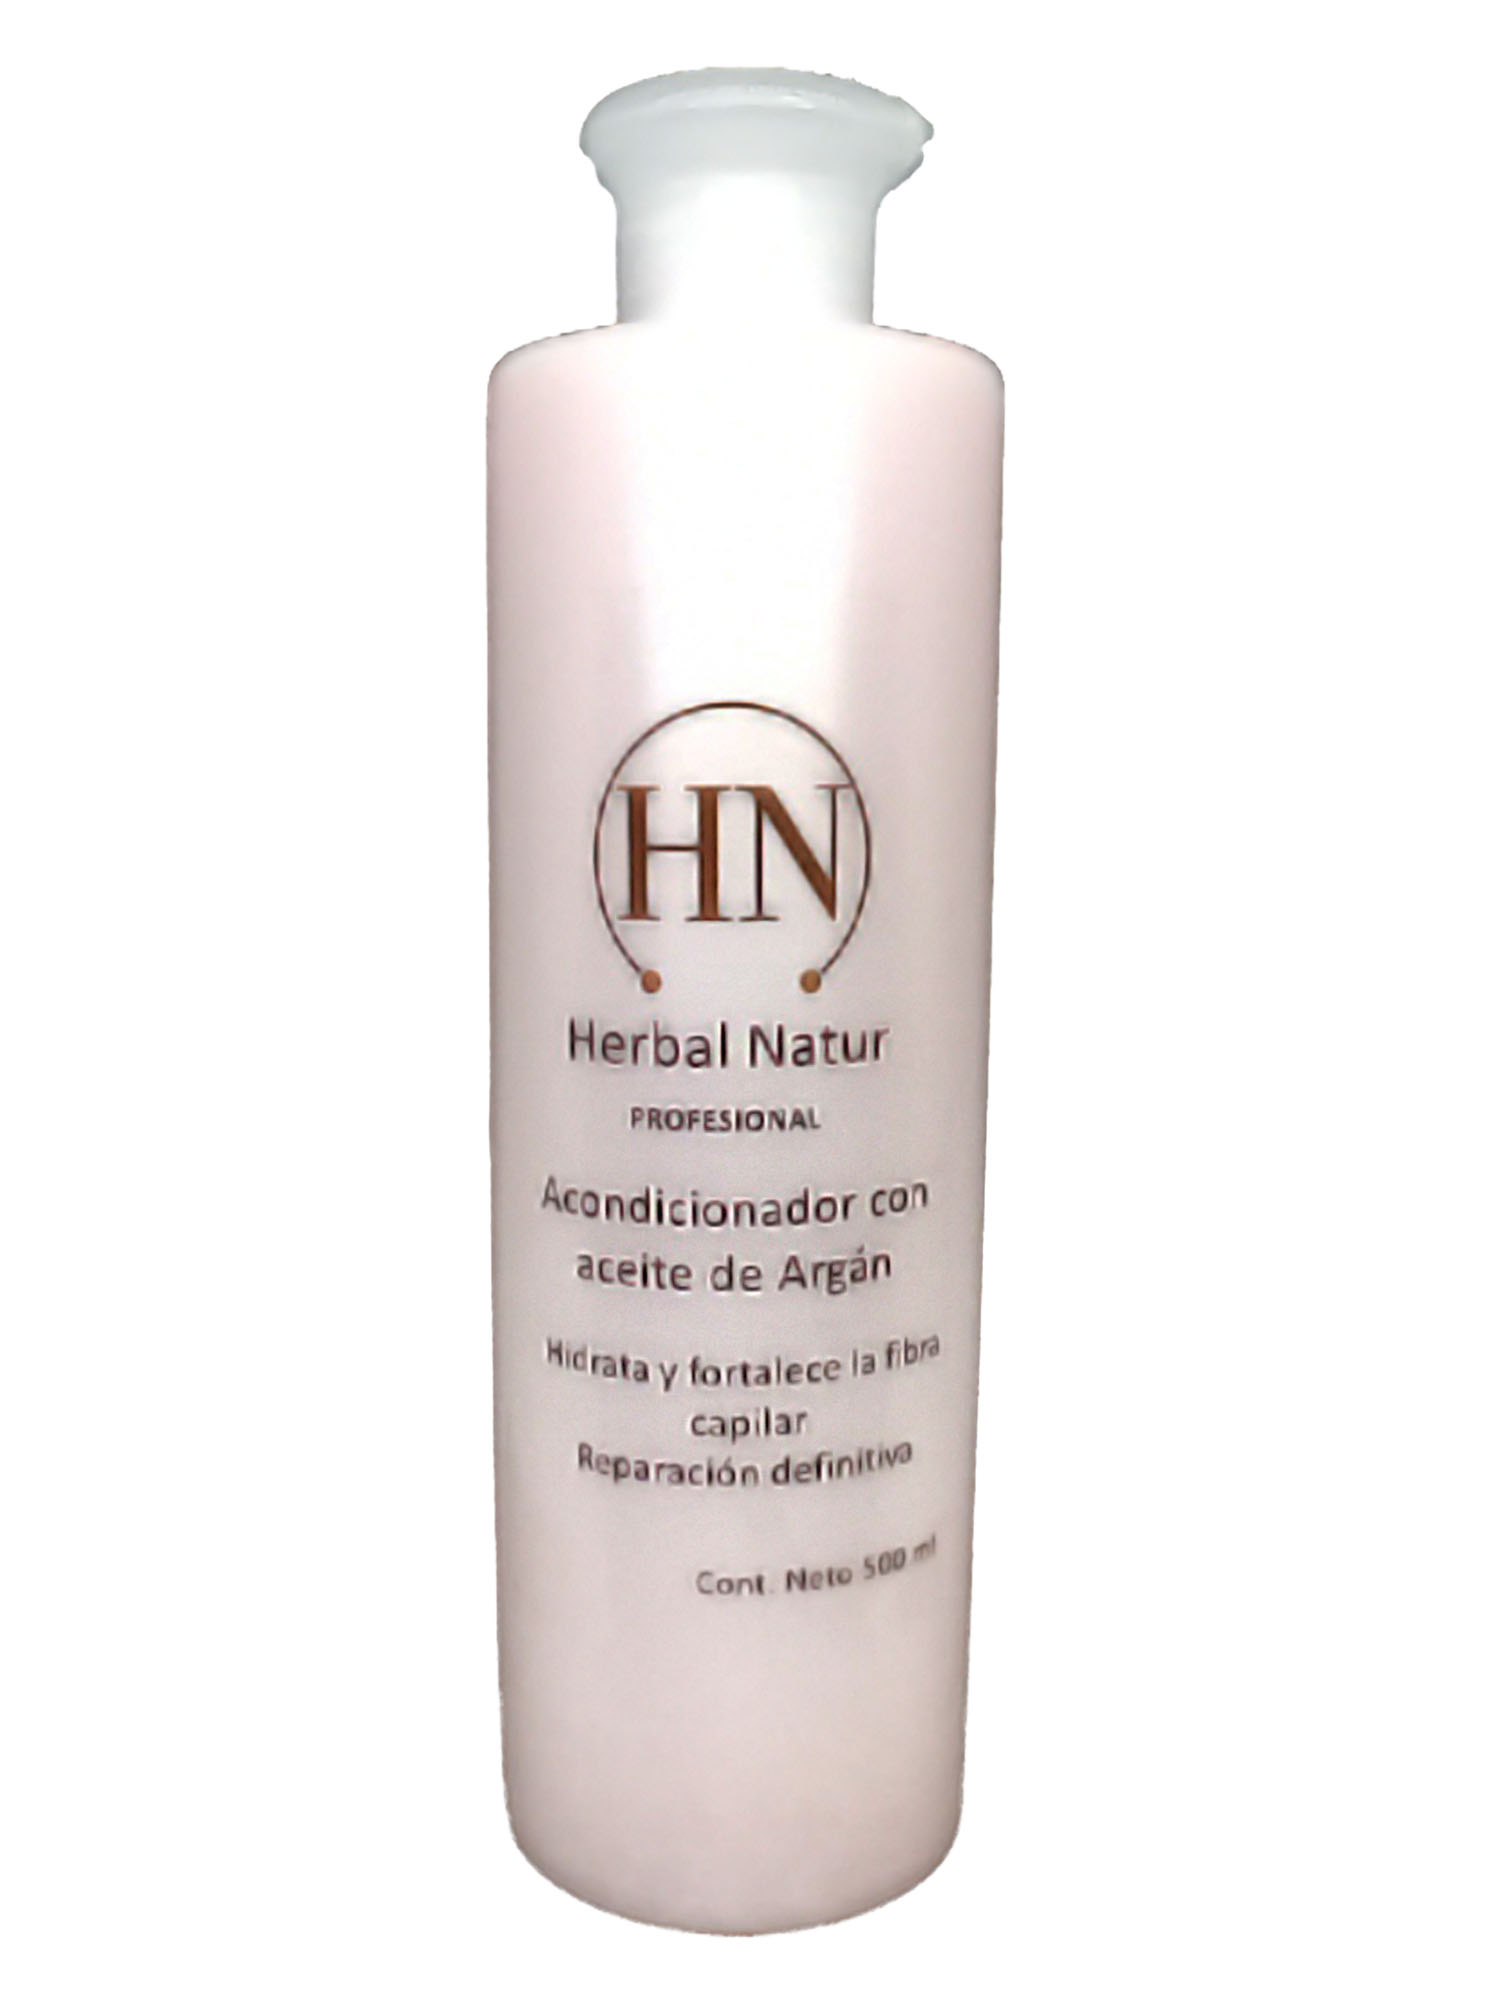 HN
Herbal Natur
PROFESIONAL
Acondicionador con
aceite de Argán
Hidrata y fortalece la fibra
capilar
Reparación definitiva
Cont. Neto 500 ml